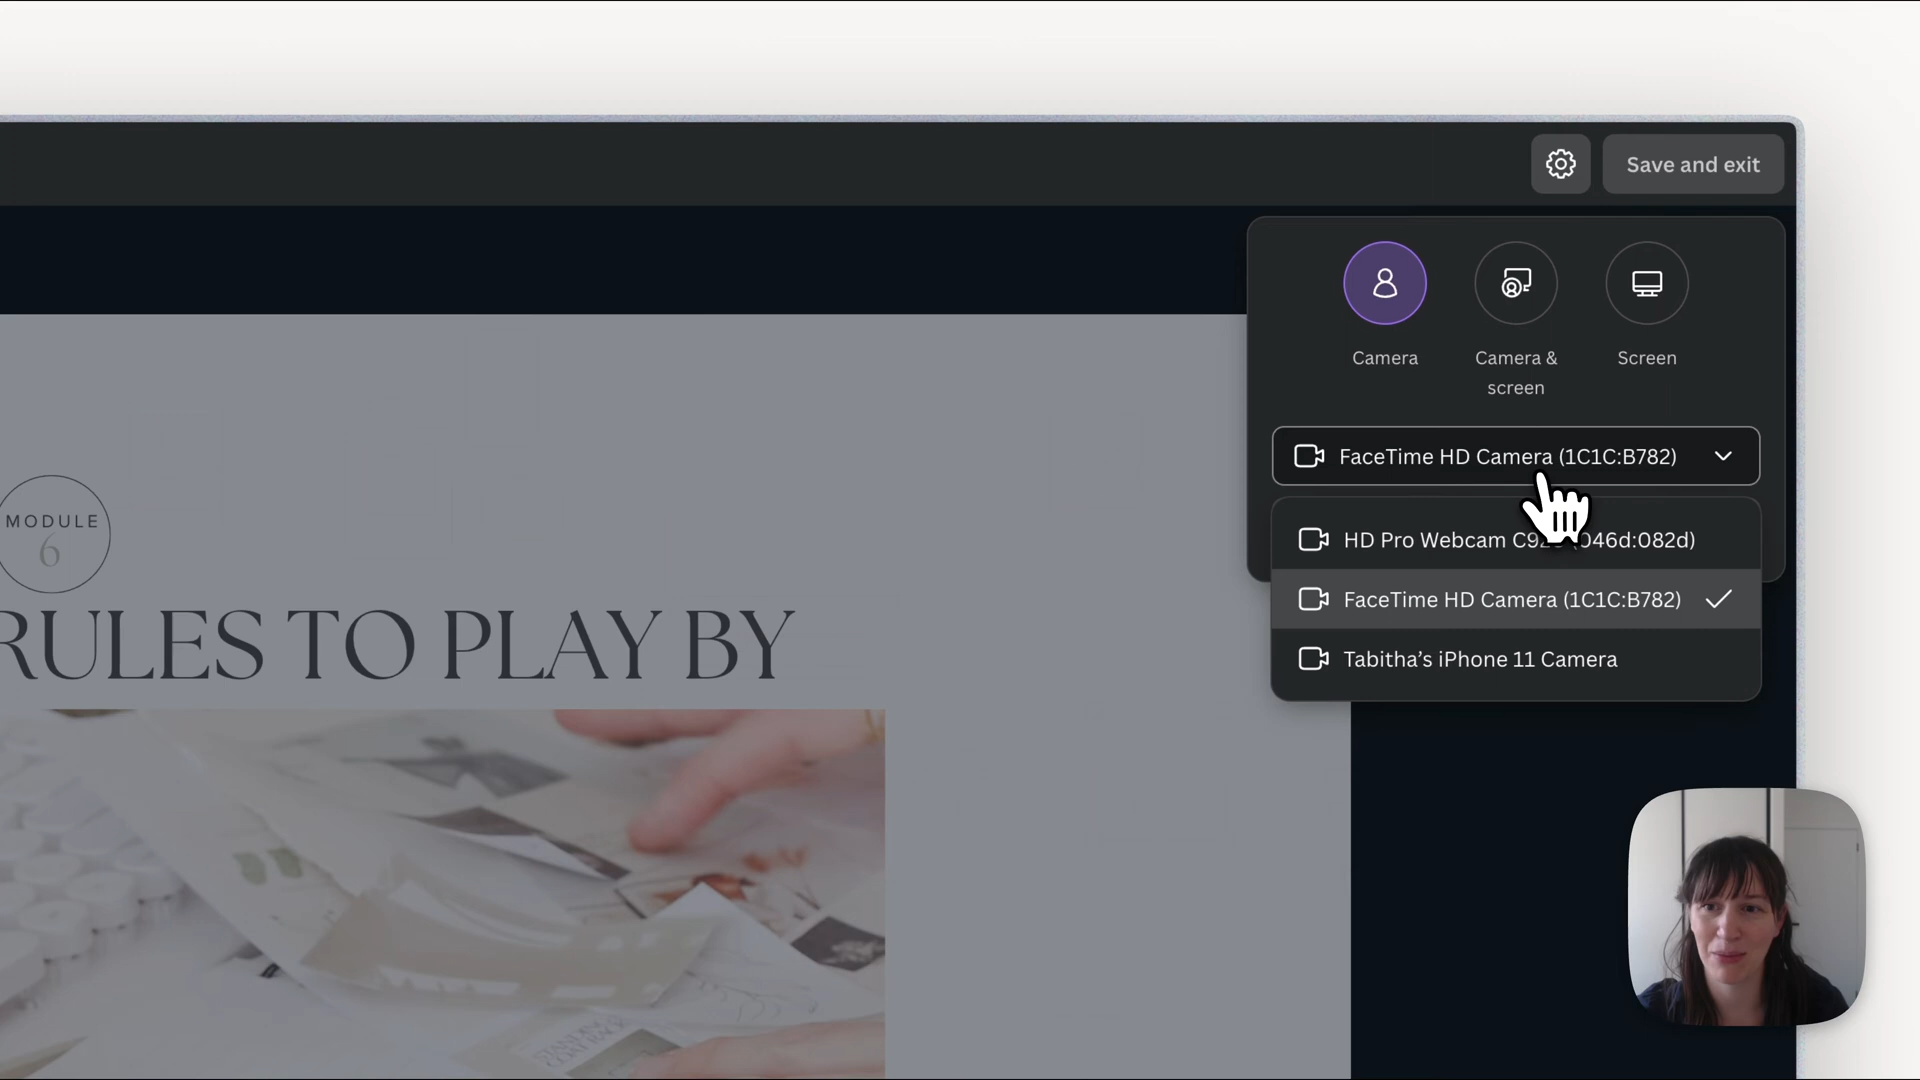 Save and exit
Camera
Camera &
screen
Screen
FaceTime HD Camera (1C1C:B782)
HD Pro Webcam (046d:082d)
FaceTime HD Camera (1C1C:B782)
Tabitha's iPhone 11 Camera
MODULE
6
RULES TO PLAY BY